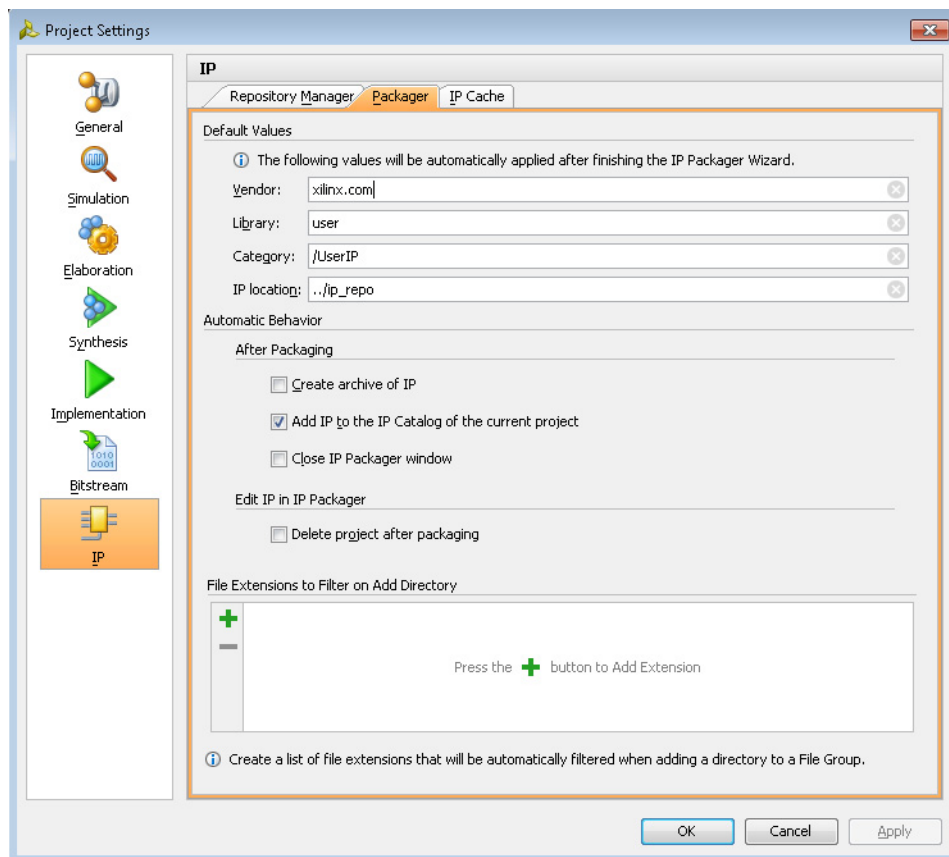 Project Settings
General
Simulation
Elaboration
Synthesis
Implementation
1010
0001
Bitstream
IP
IP
Repository Manager
Packager
IP Cache
Default Values
The following values will be automatically applied after finishing the IP Packager Wizard.
Vendor: xilinx.com
Library: user
Category: /UserIP
IP location: ../ip_repo
Automatic Behavior
After Packaging
Create archive of IP
Add IP to the IP Catalog of the current project
Close IP Packager window
Edit IP in IP Packager
Delete project after packaging
File Extensions to Filter on Add Directory
Press the + button to Add Extension
Create a list of file extensions that will be automatically filtered when adding a directory to a File Group.
OK Cancel Apply